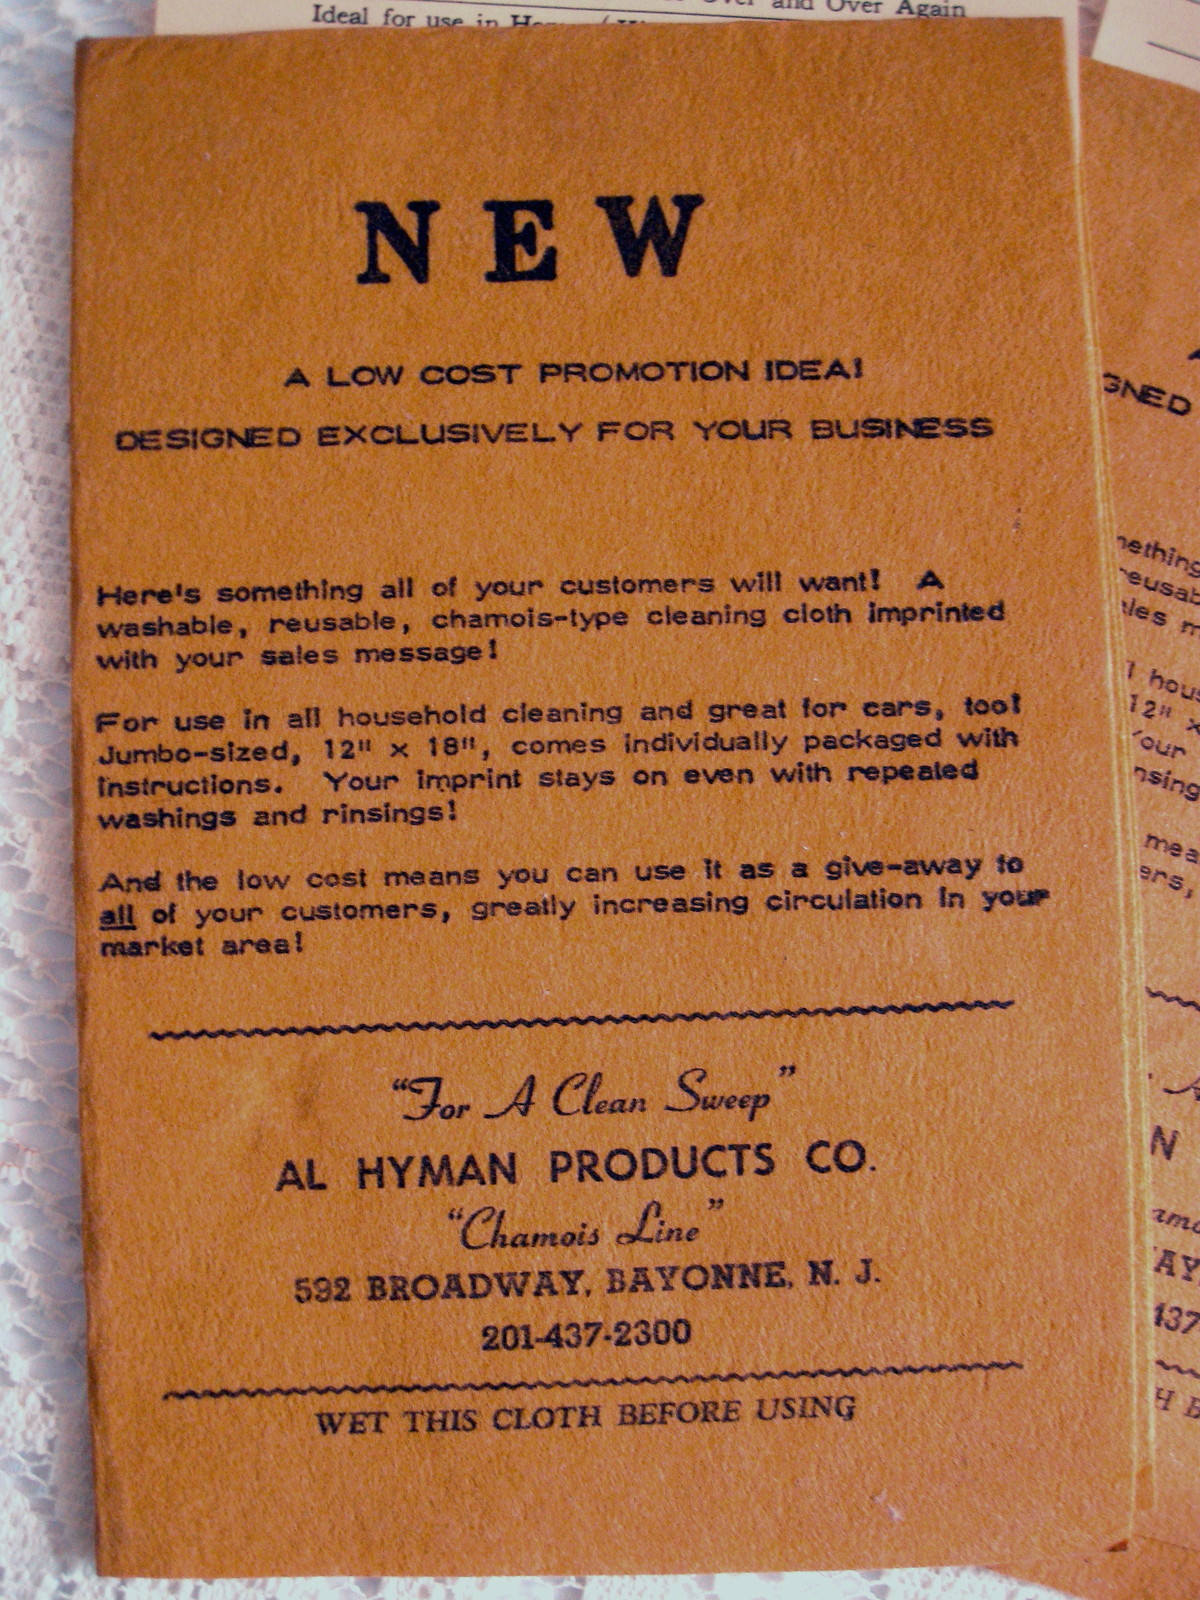 Over and Over Again
Ideal for use in
NEW
A LOW COST PROMOTION IDEA!
DESIGNED EXCLUSIVELY FOR YOUR BUSINESS
Here's something all of your customers will want! A
washable, reusable, chamois-type cleaning cloth imprinted
with your sales message!
For use in all household cleaning and great for cars, too!
Jumbo-sized, 12" x 18", comes individually packaged with
instructions. Your imprint stays on even with repeated
washings and rinsings!
And the low cost means you can use it as a give-away to
all of your customers, greatly increasing circulation in your
market area!
"For A Clean Sweep"
AL HYMAN PRODUCTS CO.
"Chamois Line"
592 BROADWAY, BAYONNE, N. J.
201-437-2300
WET THIS CLOTH BEFORE USING